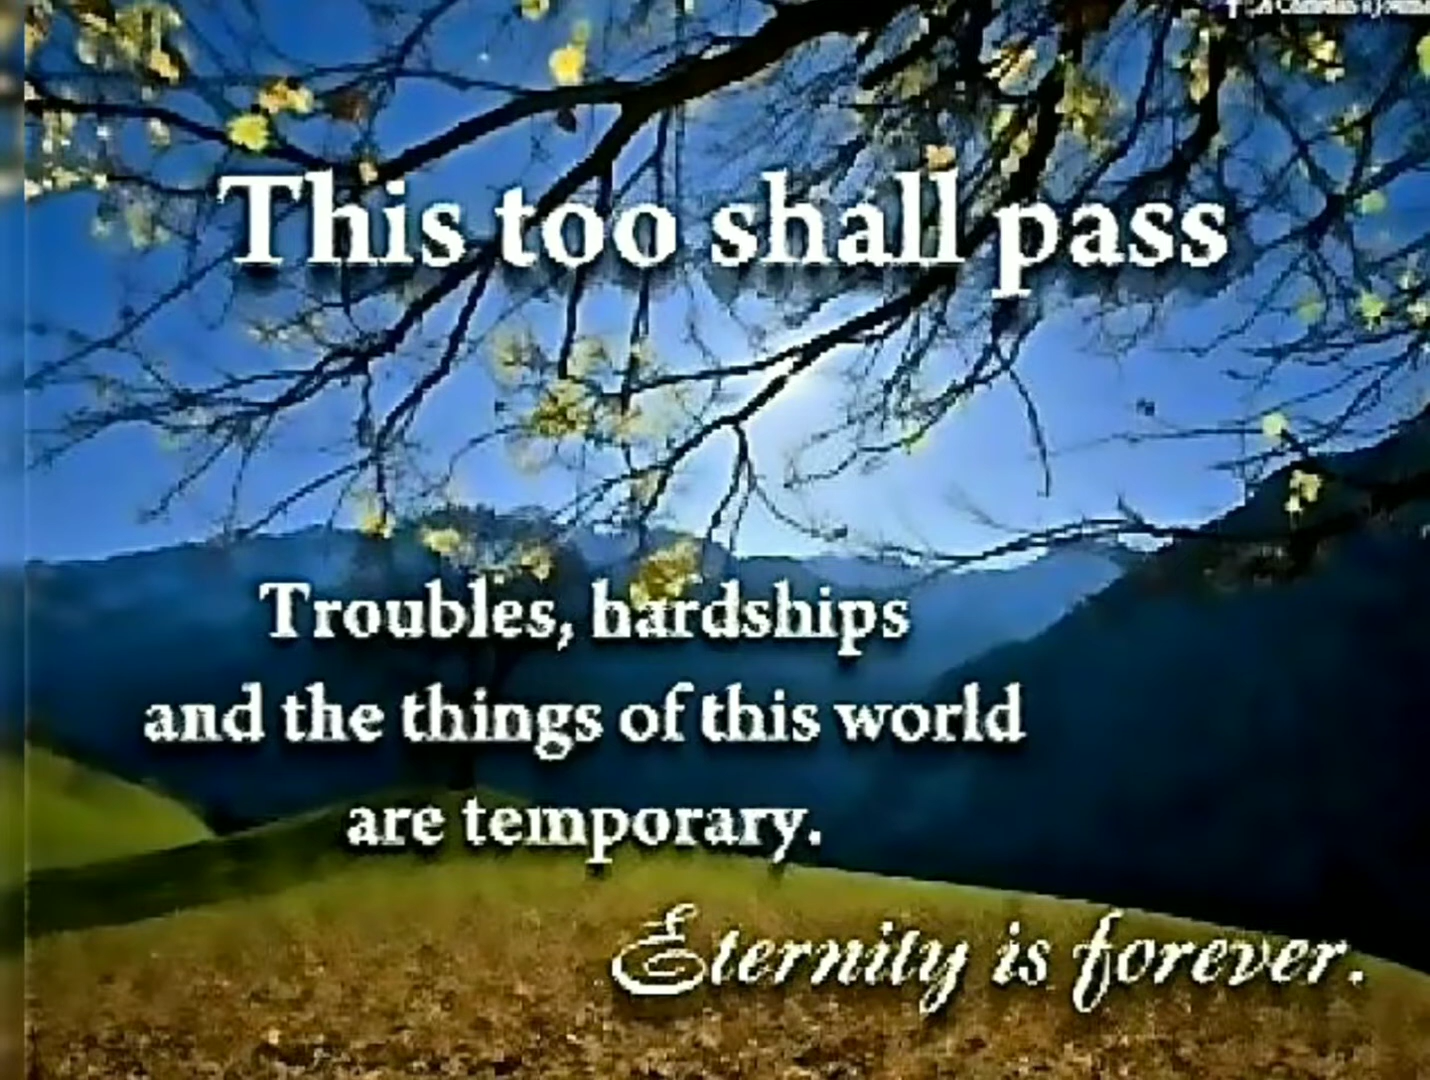 This too shall pass
Troubles, hardships
and the things of this world
are temporary.
Eternity is forever.